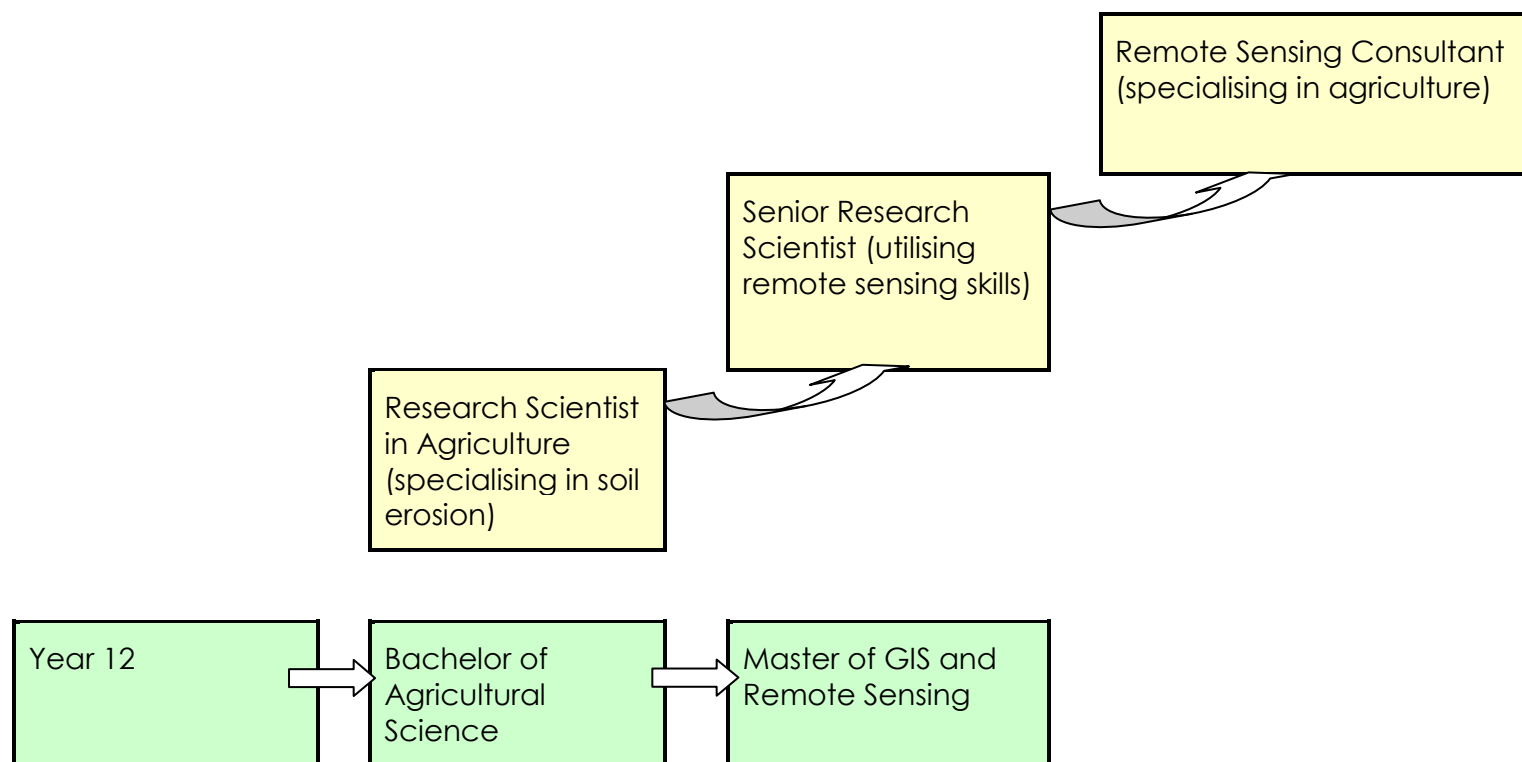 Remote Sensing Consultant
(specialising in agriculture)
Senior Research
Scientist (utilising
remote sensing skills)
Research Scientist
in Agriculture
(specialising in soil
erosion)
Year 12
Bachelor of
Agricultural
Science
Master of GIS and
Remote Sensing